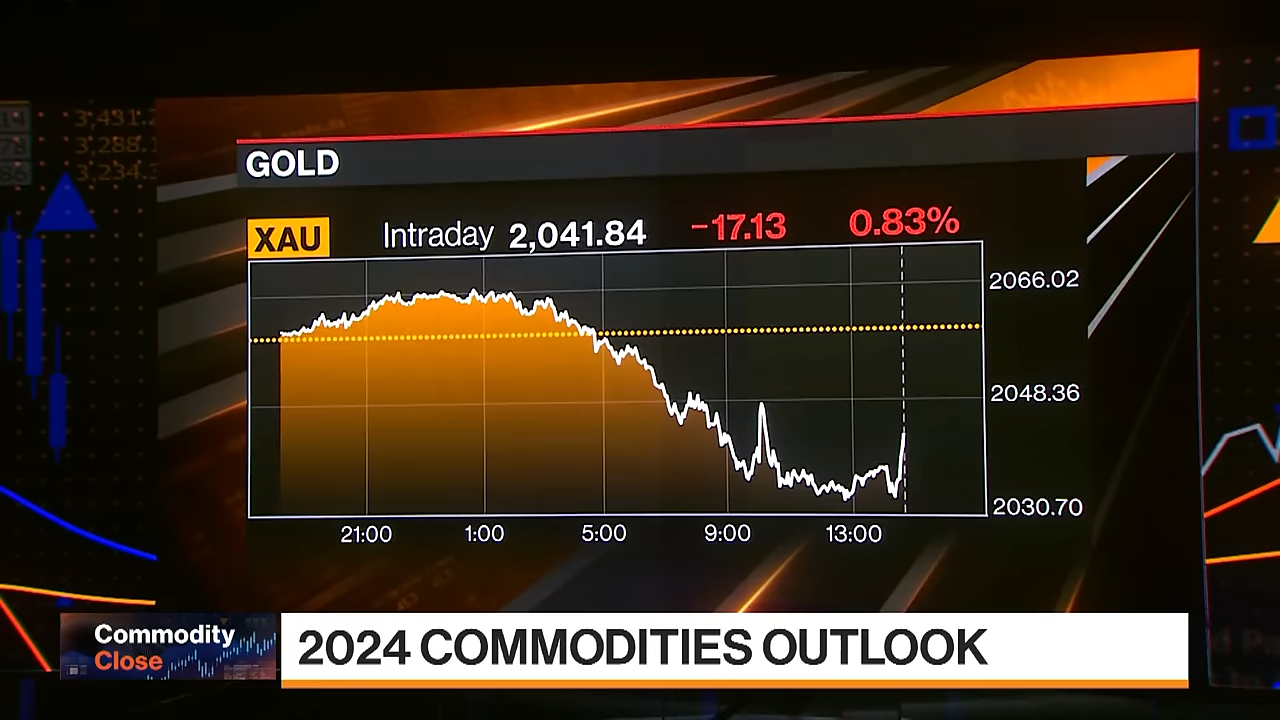 GOLD
XAU Intraday 2,041.84 −17.13 0.83%
2066.02
2048.36
2030.70
21:00 1:00 5:00 9:00 13:00
Commodity
Close
2024 COMMODITIES OUTLOOK